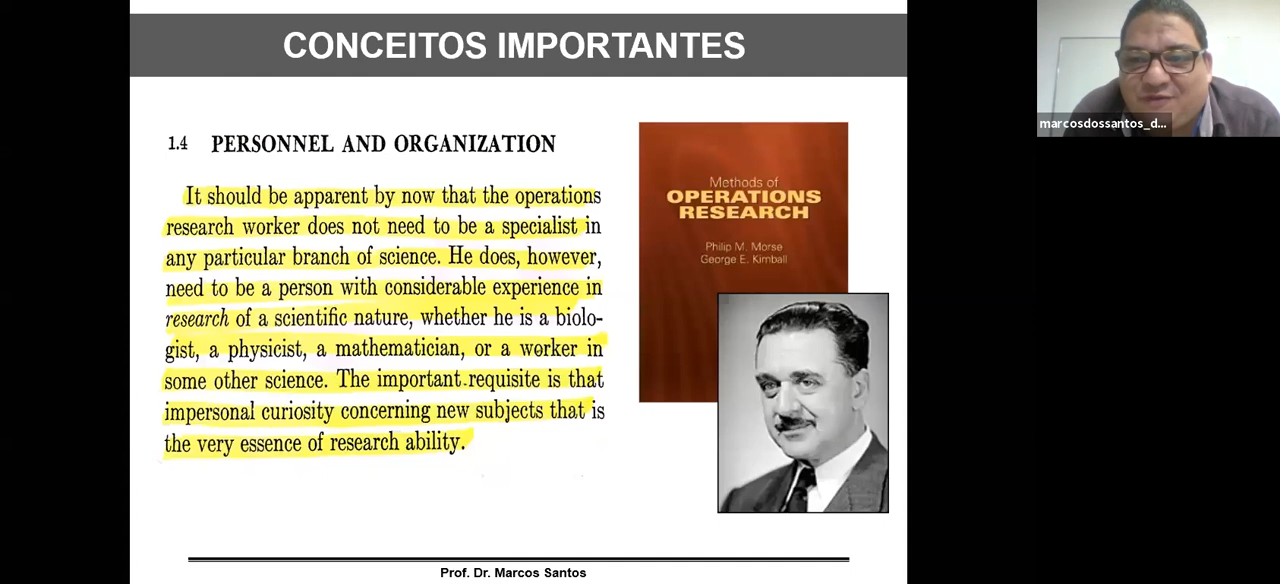 CONCEITOS IMPORTANTES
1.4 PERSONNEL AND ORGANIZATION
It should be apparent by now that the operations
research worker does not need to be a specialist in
any particular branch of science. He does, however,
need to be a person with considerable experience in
research of a scientific nature, whether he is a biolo-
gist, a physicist, a mathematician, or a worker in
some other science. The important requisite is that
impersonal curiosity concerning new subjects that is
the very essence of research ability.
Methods of
OPERATIONS
RESEARCH
Philip M. Morse
George E. Kimball
Prof. Dr. Marcos Santos
marcosdossantos_d...